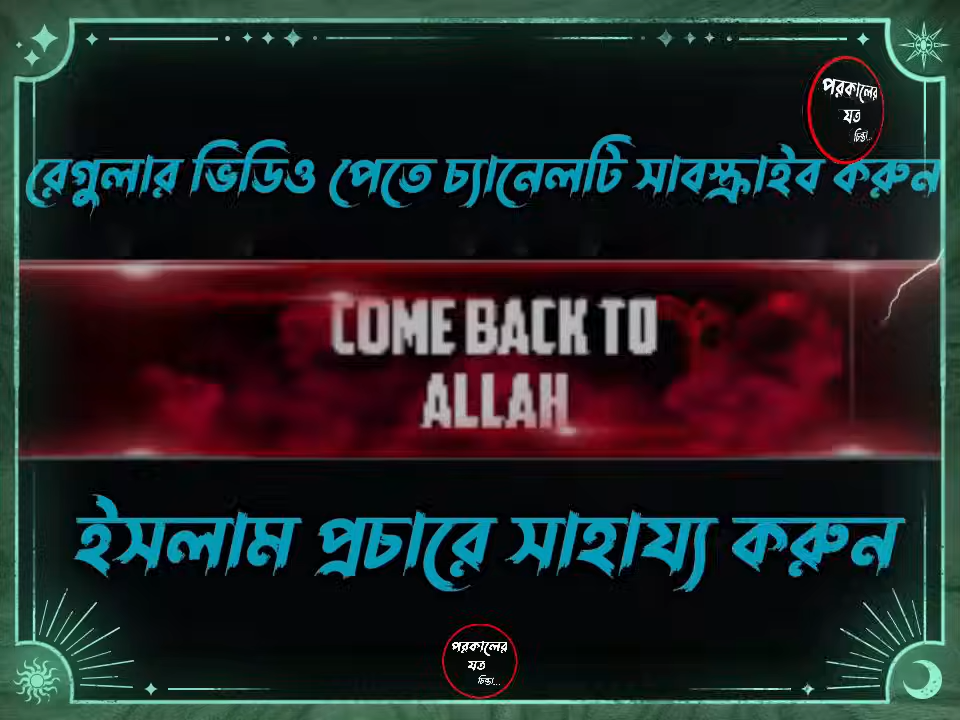 পরকালের
যত
চিন্তা...
রেগুলার ভিডিও পেতে চ্যানেলটি সাবস্ক্রাইব করুন
COME BACK TO
ALLAH
ইসলাম প্রচারে সাহায্য করুন
পরকালের
যত
চিন্তা...